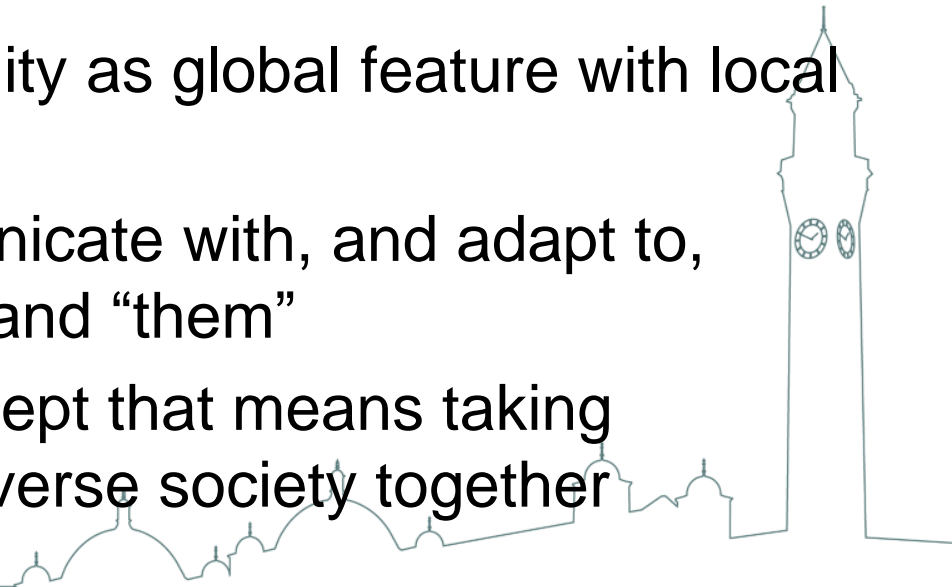 ity as global feature with local
nicate with, and adapt to,
and “them”
ept that means taking
verse society together